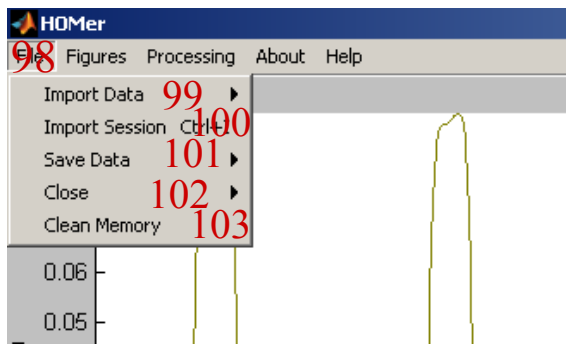 HOMer
File 98 Figures Processing About Help
Import Data 99
Import Session Ctrl+I 100
Save Data 101
Close 102
Clean Memory 103
0.06
0.05